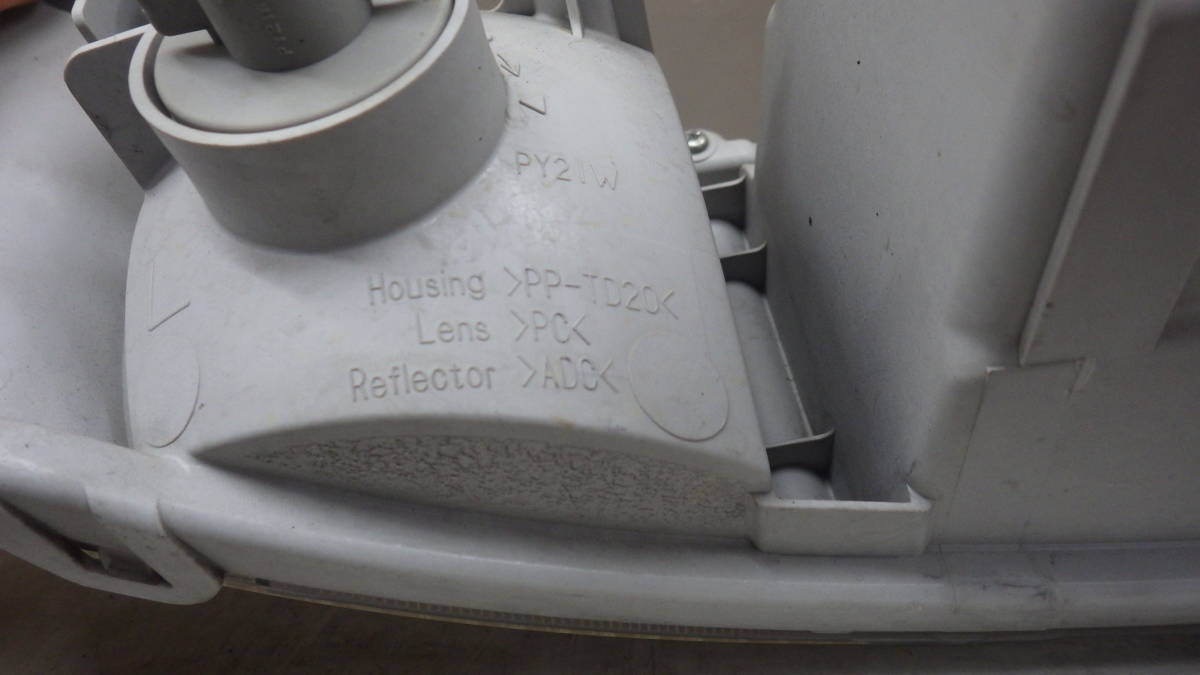 PY21W
Housing >PP-TD20<
Lens >PC<
Reflector >ADC<